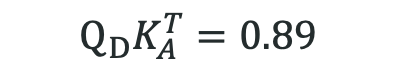 Q_D K_A^T = 0.89